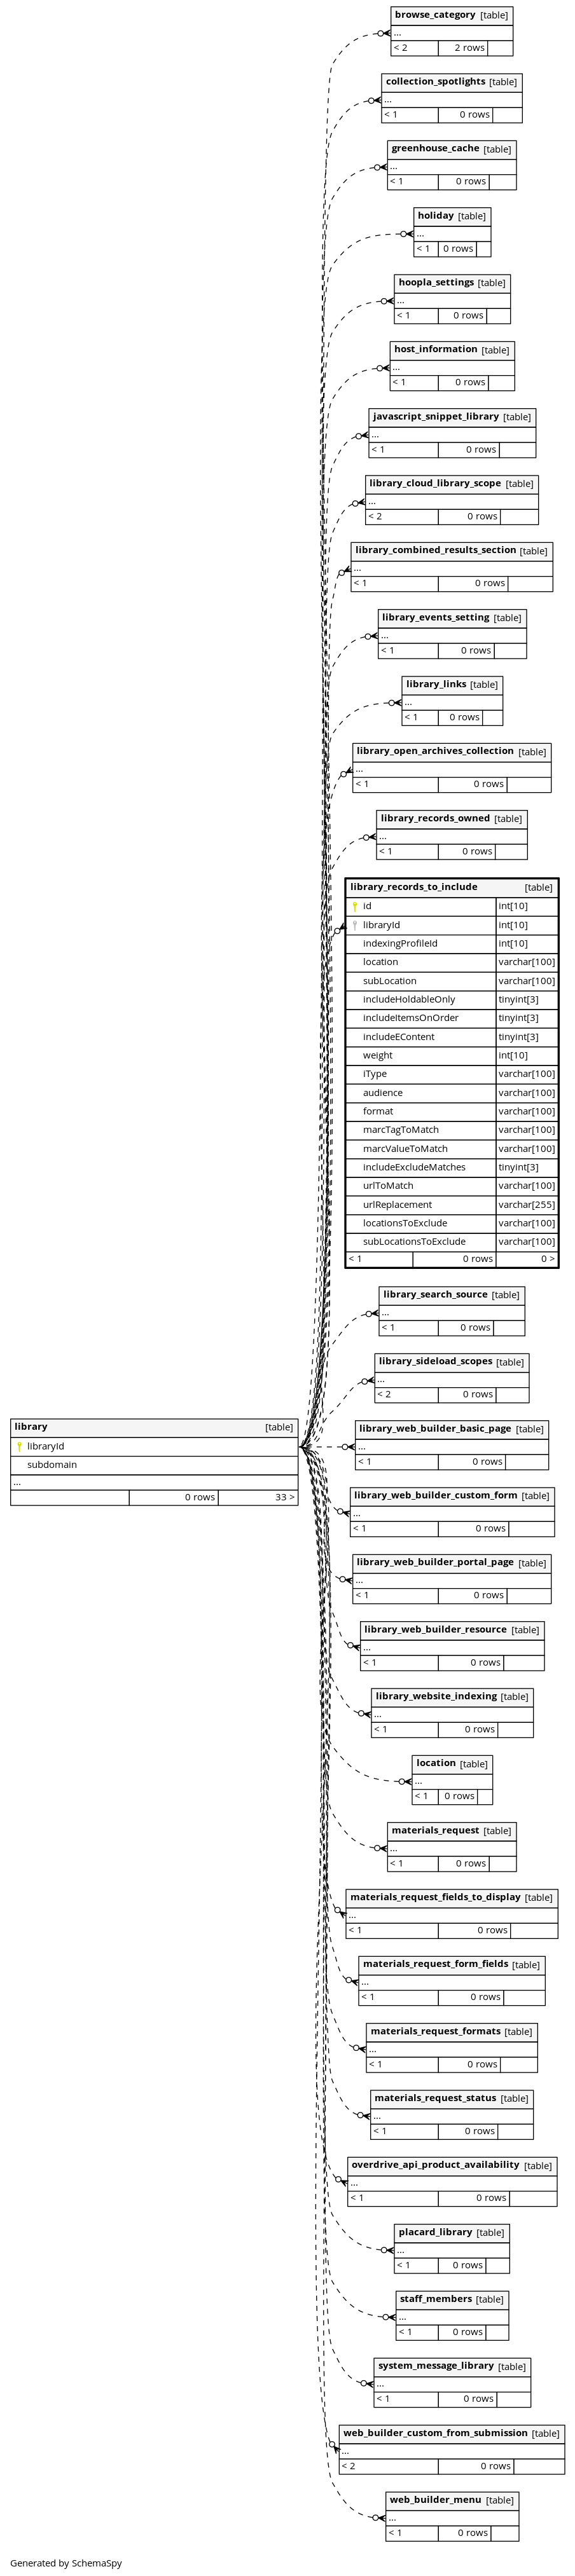 browse_category [table]
...
< 2 2 rows
collection_spotlights [table]
...
< 1 0 rows
greenhouse_cache [table]
...
< 1 0 rows
holiday [table]
...
< 1 0 rows
hoopla_settings [table]
...
< 1 0 rows
host_information [table]
...
< 1 0 rows
javascript_snippet_library [table]
...
< 1 0 rows
library_cloud_library_scope [table]
...
< 2 0 rows
library_combined_results_section [table]
...
< 1 0 rows
library_events_setting [table]
...
< 1 0 rows
library_links [table]
...
< 1 0 rows
library_open_archives_collection [table]
...
< 1 0 rows
library_records_owned [table]
...
< 1 0 rows
library_records_to_include [table]
id int[10]
libraryId int[10]
indexingProfileId int[10]
location varchar[100]
subLocation varchar[100]
includeHoldableOnly tinyint[3]
includeItemsOnOrder tinyint[3]
includeEContent tinyint[3]
weight int[10]
iType varchar[100]
audience varchar[100]
format varchar[100]
marcTagToMatch varchar[100]
marcValueToMatch varchar[100]
includeExcludeMatches tinyint[3]
urlToMatch varchar[100]
urlReplacement varchar[255]
locationsToExclude varchar[100]
subLocationsToExclude varchar[100]
< 1 0 rows 0 >
library_search_source [table]
...
< 1 0 rows
library_sideload_scopes [table]
...
< 2 0 rows
library [table]
libraryId
subdomain
...
0 rows 33 >
library_web_builder_basic_page [table]
...
< 1 0 rows
library_web_builder_custom_form [table]
...
< 1 0 rows
library_web_builder_portal_page [table]
...
< 1 0 rows
library_web_builder_resource [table]
...
< 1 0 rows
library_website_indexing [table]
...
< 1 0 rows
location [table]
...
< 1 0 rows
materials_request [table]
...
< 1 0 rows
materials_request_fields_to_display [table]
...
< 1 0 rows
materials_request_form_fields [table]
...
< 1 0 rows
materials_request_formats [table]
...
< 1 0 rows
materials_request_status [table]
...
< 1 0 rows
overdrive_api_product_availability [table]
...
< 1 0 rows
placard_library [table]
...
< 1 0 rows
staff_members [table]
...
< 1 0 rows
system_message_library [table]
...
< 1 0 rows
web_builder_custom_from_submission [table]
...
< 2 0 rows
web_builder_menu [table]
...
< 1 0 rows
Generated by SchemaSpy